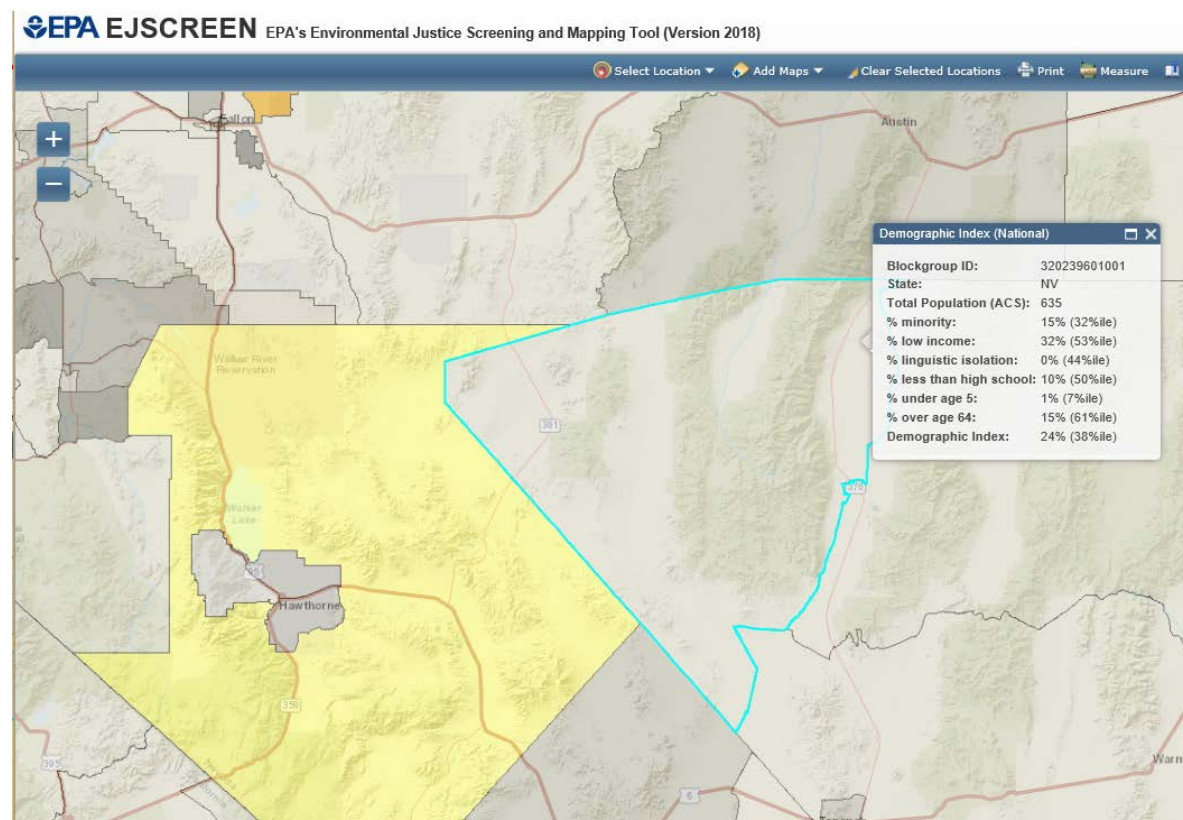 EPA EJSCREEN EPA's Environmental Justice Screening and Mapping Tool (Version 2018)
Select Location Add Maps Clear Selected Locations Print Measure
+
−
Austin
Demographic Index (National)
Blockgroup ID: 320239601001
State: NV
Total Population (ACS): 635
% minority: 15% (32%ile)
% low income: 32% (53%ile)
% linguistic isolation: 0% (44%ile)
% less than high school: 10% (50%ile)
% under age 5: 1% (7%ile)
% over age 64: 15% (61%ile)
Demographic Index: 24% (38%ile)
Walker River
Reservation
361
Walker
Lake
Hawthorne
359
395
6
Warm